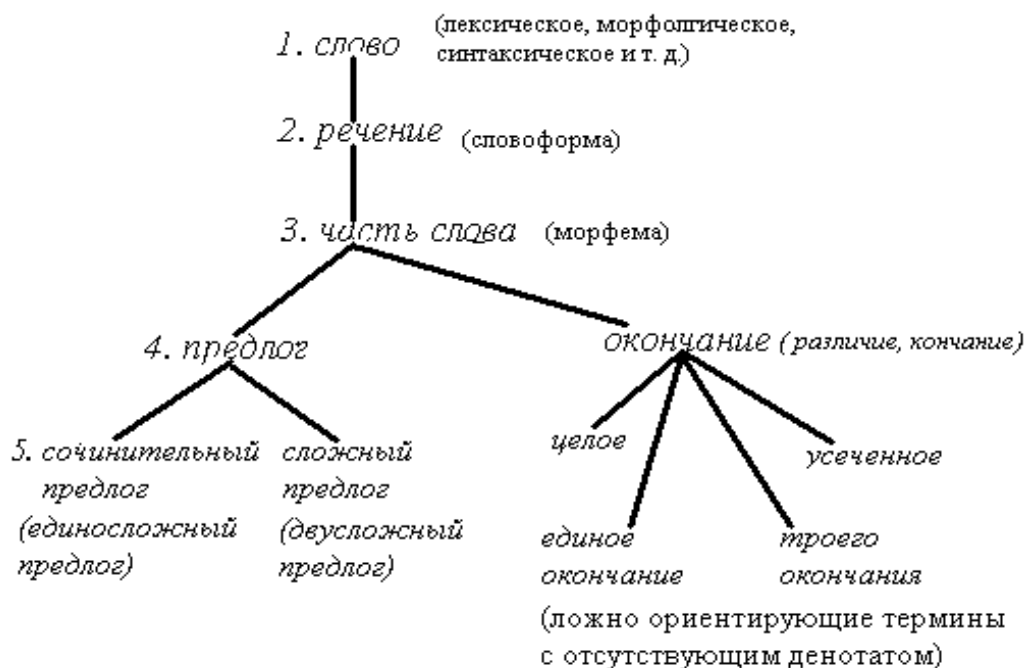 1. слово (лексическое, морфолгическое,
синтаксическое и т. д.)
2. речение (словоформа)
3. часть слова (морфема)
4. предлог
окончание (различие, кончание)
5. сочинительный
предлог
(единосложный
предлог)
сложный
предлог
(двусложный
предлог)
целое
усеченное
единое
окончание
троего
окончания
(ложно ориентирующие термины
с отсутствующим денотатом)